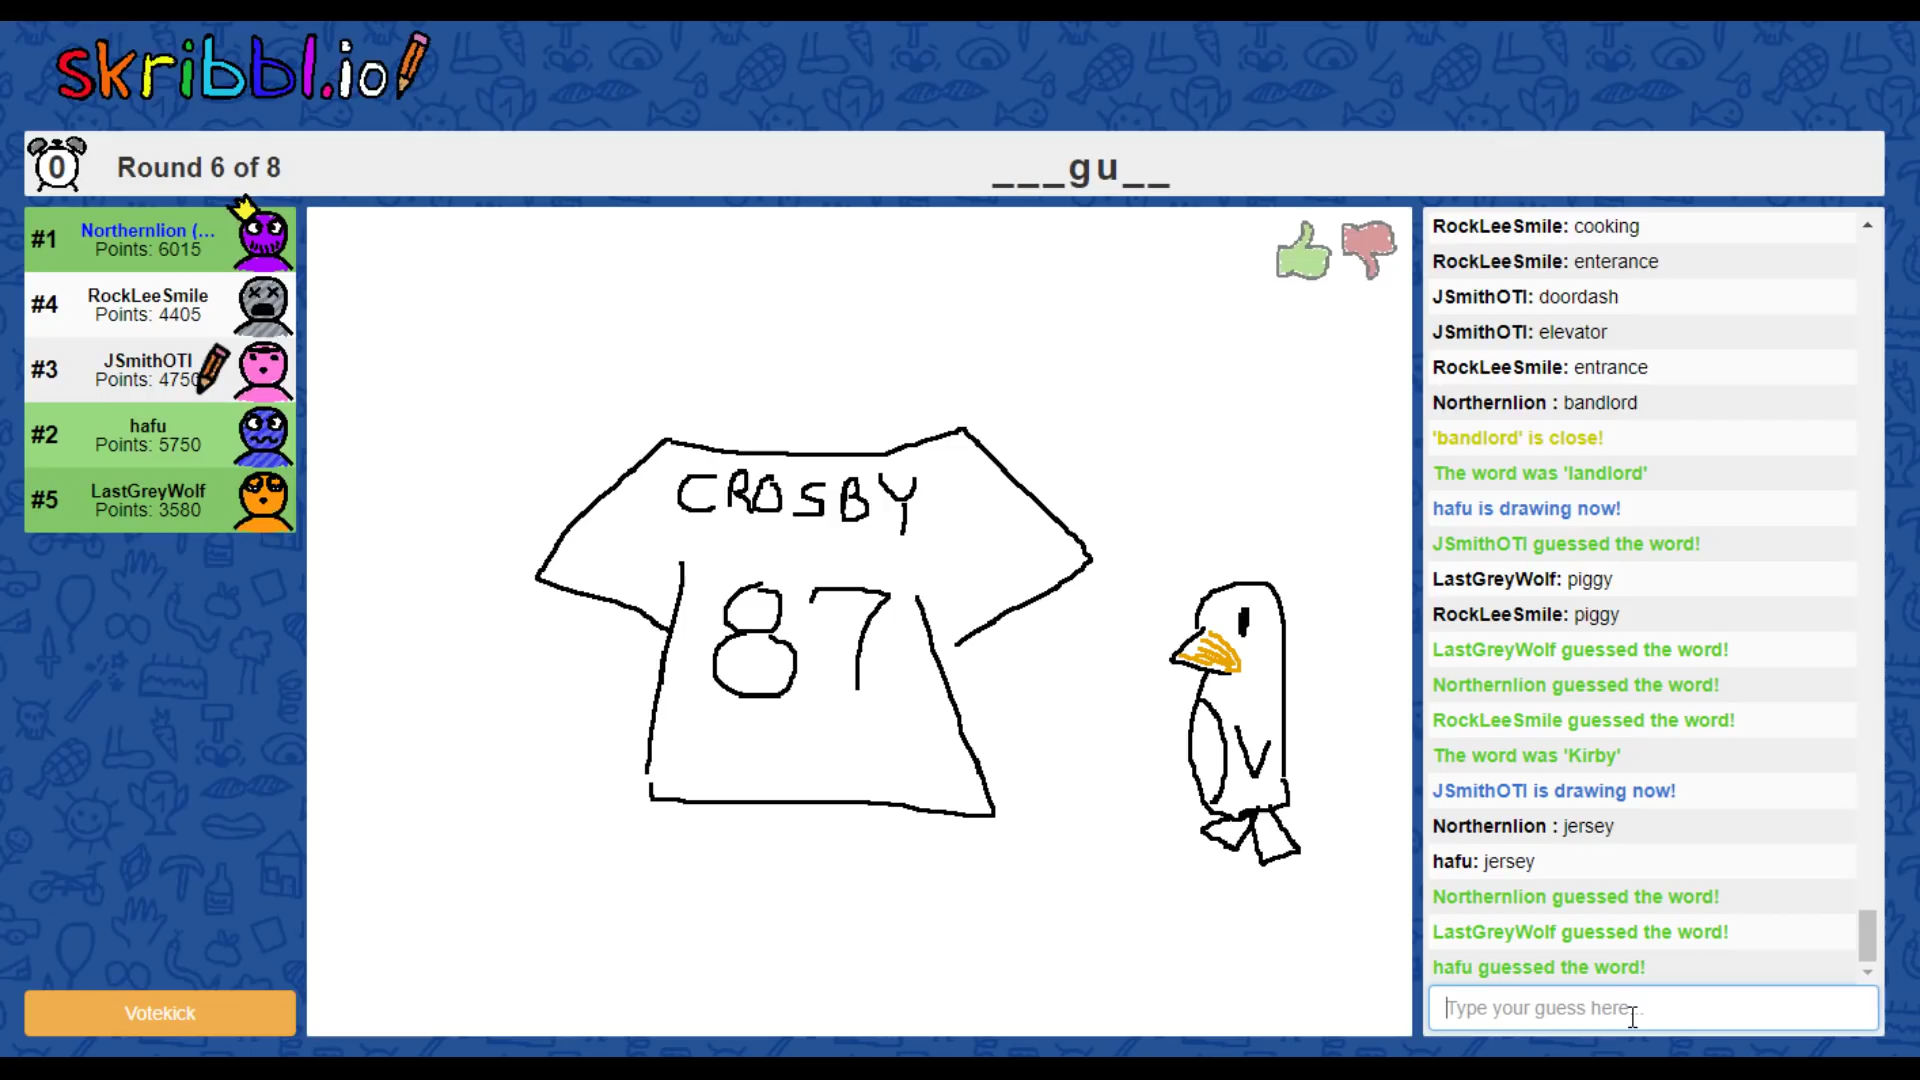 skribbl.io
0
Round 6 of 8
___gu__
#1
Northernlion (...
Points: 6015
#4
RockLeeSmile
Points: 4405
#3
JSmithOTI
Points: 4750
#2
hafu
Points: 5750
#5
LastGreyWolf
Points: 3580
Votekick
CROSBY
87
RockLeeSmile: cooking
RockLeeSmile: enterance
JSmithOTI: doordash
JSmithOTI: elevator
RockLeeSmile: entrance
Northernlion : bandlord
'bandlord' is close!
The word was 'landlord'
hafu is drawing now!
JSmithOTI guessed the word!
LastGreyWolf: piggy
RockLeeSmile: piggy
LastGreyWolf guessed the word!
Northernlion guessed the word!
RockLeeSmile guessed the word!
The word was 'Kirby'
JSmithOTI is drawing now!
Northernlion : jersey
hafu: jersey
Northernlion guessed the word!
LastGreyWolf guessed the word!
hafu guessed the word!
Type your guess here...